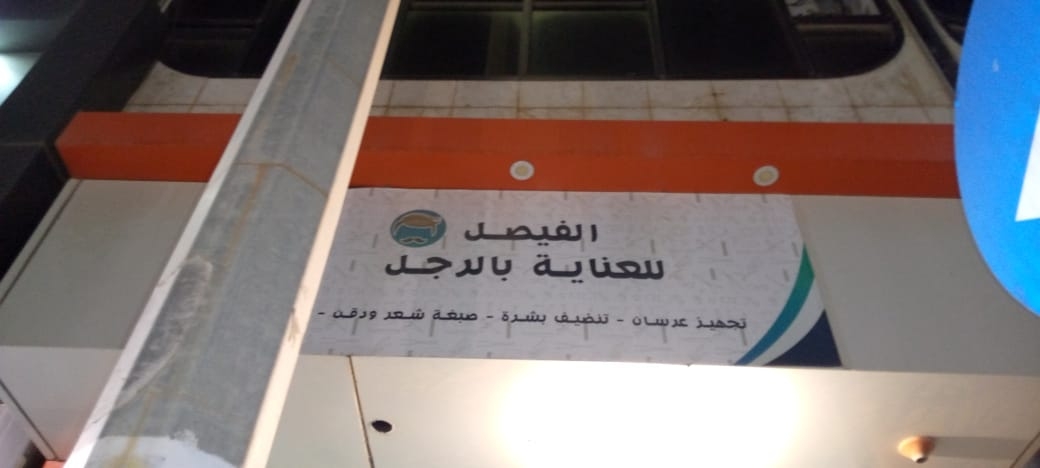 الفيصل
للعناية بالرجل
تجهيز عرسان - تنضيف بشرة - صبغة شعر ودقن -